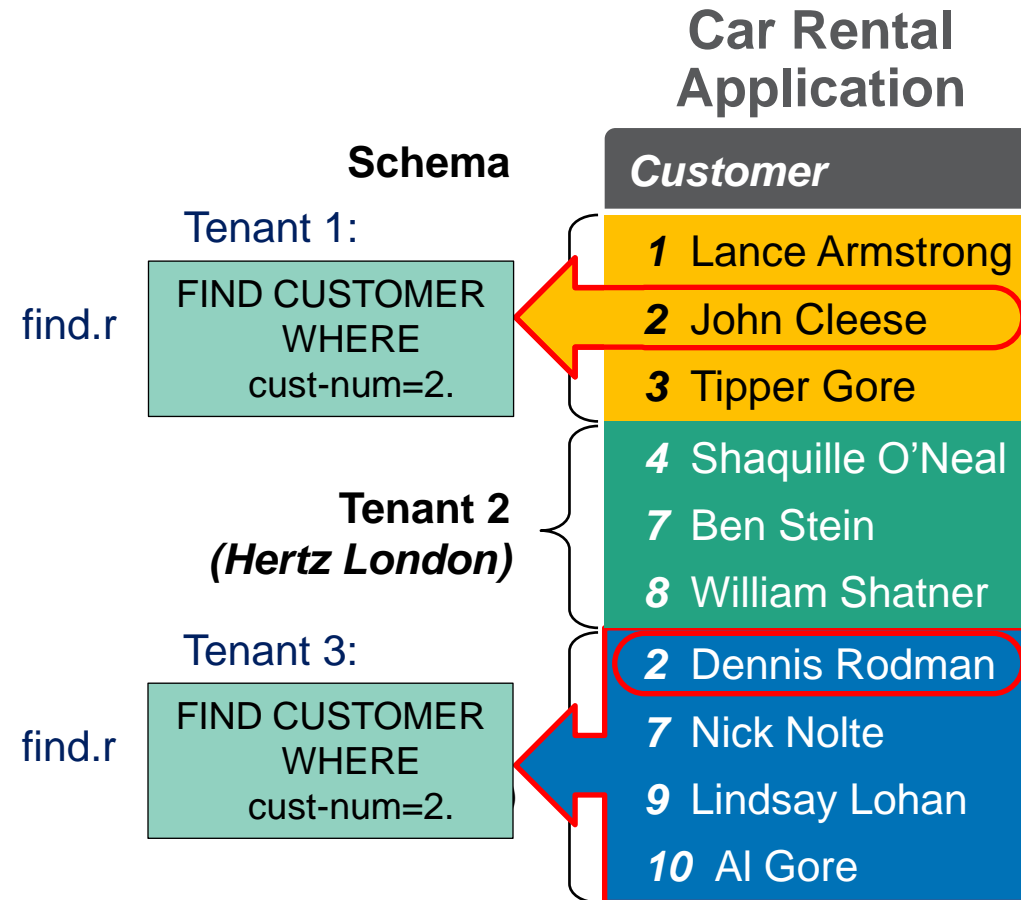 Car Rental
Application
Schema
Customer
Tenant 1:
find.r
FIND CUSTOMER
WHERE
cust-num=2.
1 Lance Armstrong
2 John Cleese
3 Tipper Gore
Tenant 2
(Hertz London)
4 Shaquille O’Neal
7 Ben Stein
8 William Shatner
Tenant 3:
find.r
FIND CUSTOMER
WHERE
cust-num=2.
)
2 Dennis Rodman
7 Nick Nolte
9 Lindsay Lohan
10 Al Gore